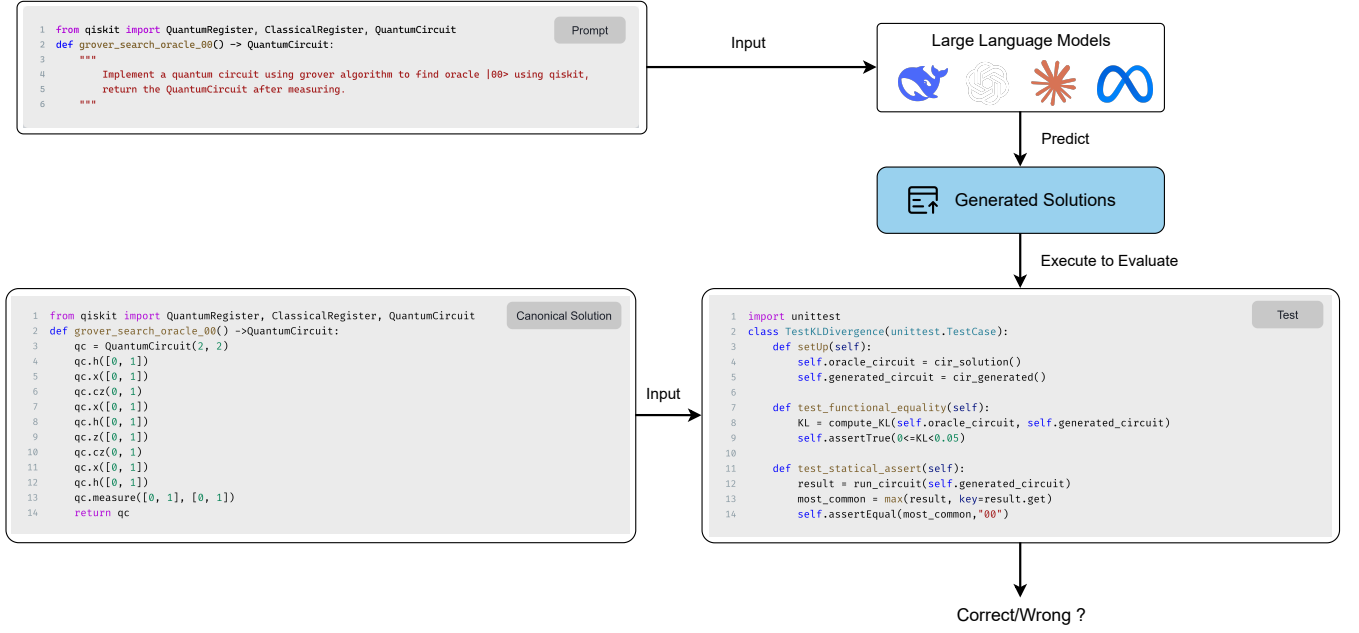 Prompt
1 from qiskit import QuantumRegister, ClassicalRegister, QuantumCircuit
2 def grover_search_oracle_00() -> QuantumCircuit:
3     """
4         Implement a quantum circuit using grover algorithm to find oracle |00> using qiskit,
5         return the QuantumCircuit after measuring.
6     """
Input
Large Language Models
Predict
Generated Solutions
Execute to Evaluate
Canonical Solution
1 from qiskit import QuantumRegister, ClassicalRegister, QuantumCircuit
2 def grover_search_oracle_00() ->QuantumCircuit:
3     qc = QuantumCircuit(2, 2)
4     qc.h([0, 1])
5     qc.x([0, 1])
6     qc.cz(0, 1)
7     qc.x([0, 1])
8     qc.h([0, 1])
9     qc.z([0, 1])
10     qc.cz(0, 1)
11     qc.x([0, 1])
12     qc.h([0, 1])
13     qc.measure([0, 1], [0, 1])
14     return qc
Input
Test
1 import unittest
2 class TestKLDivergence(unittest.TestCase):
3     def setUp(self):
4         self.oracle_circuit = cir_solution()
5         self.generated_circuit = cir_generated()
6
7     def test_functional_equality(self):
8         KL = compute_KL(self.oracle_circuit, self.generated_circuit)
9         self.assertTrue(0<=KL<0.05)
10
11     def test_statical_assert(self):
12         result = run_circuit(self.generated_circuit)
13         most_common = max(result, key=result.get)
14         self.assertEqual(most_common,"00")
Correct/Wrong ?